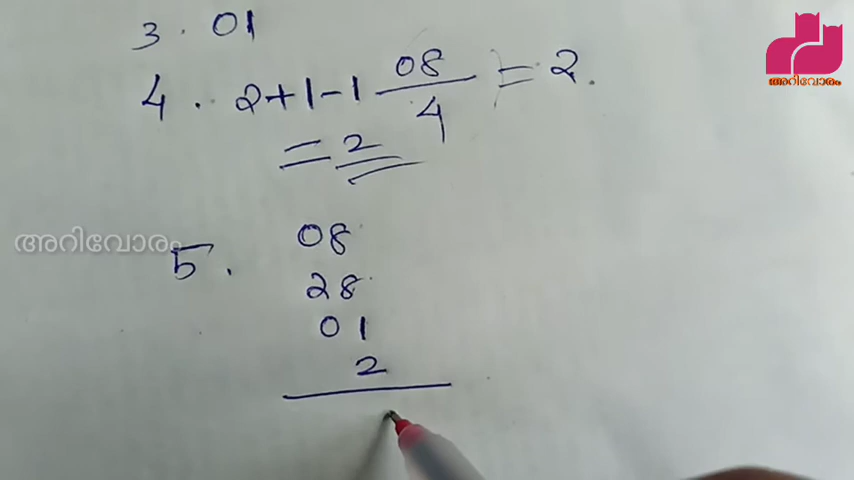 3. 01
4. 2+1-1 08/4 = 2.
= 2
5. 08
28
01
2
അറിവോരം
അറിവോരം